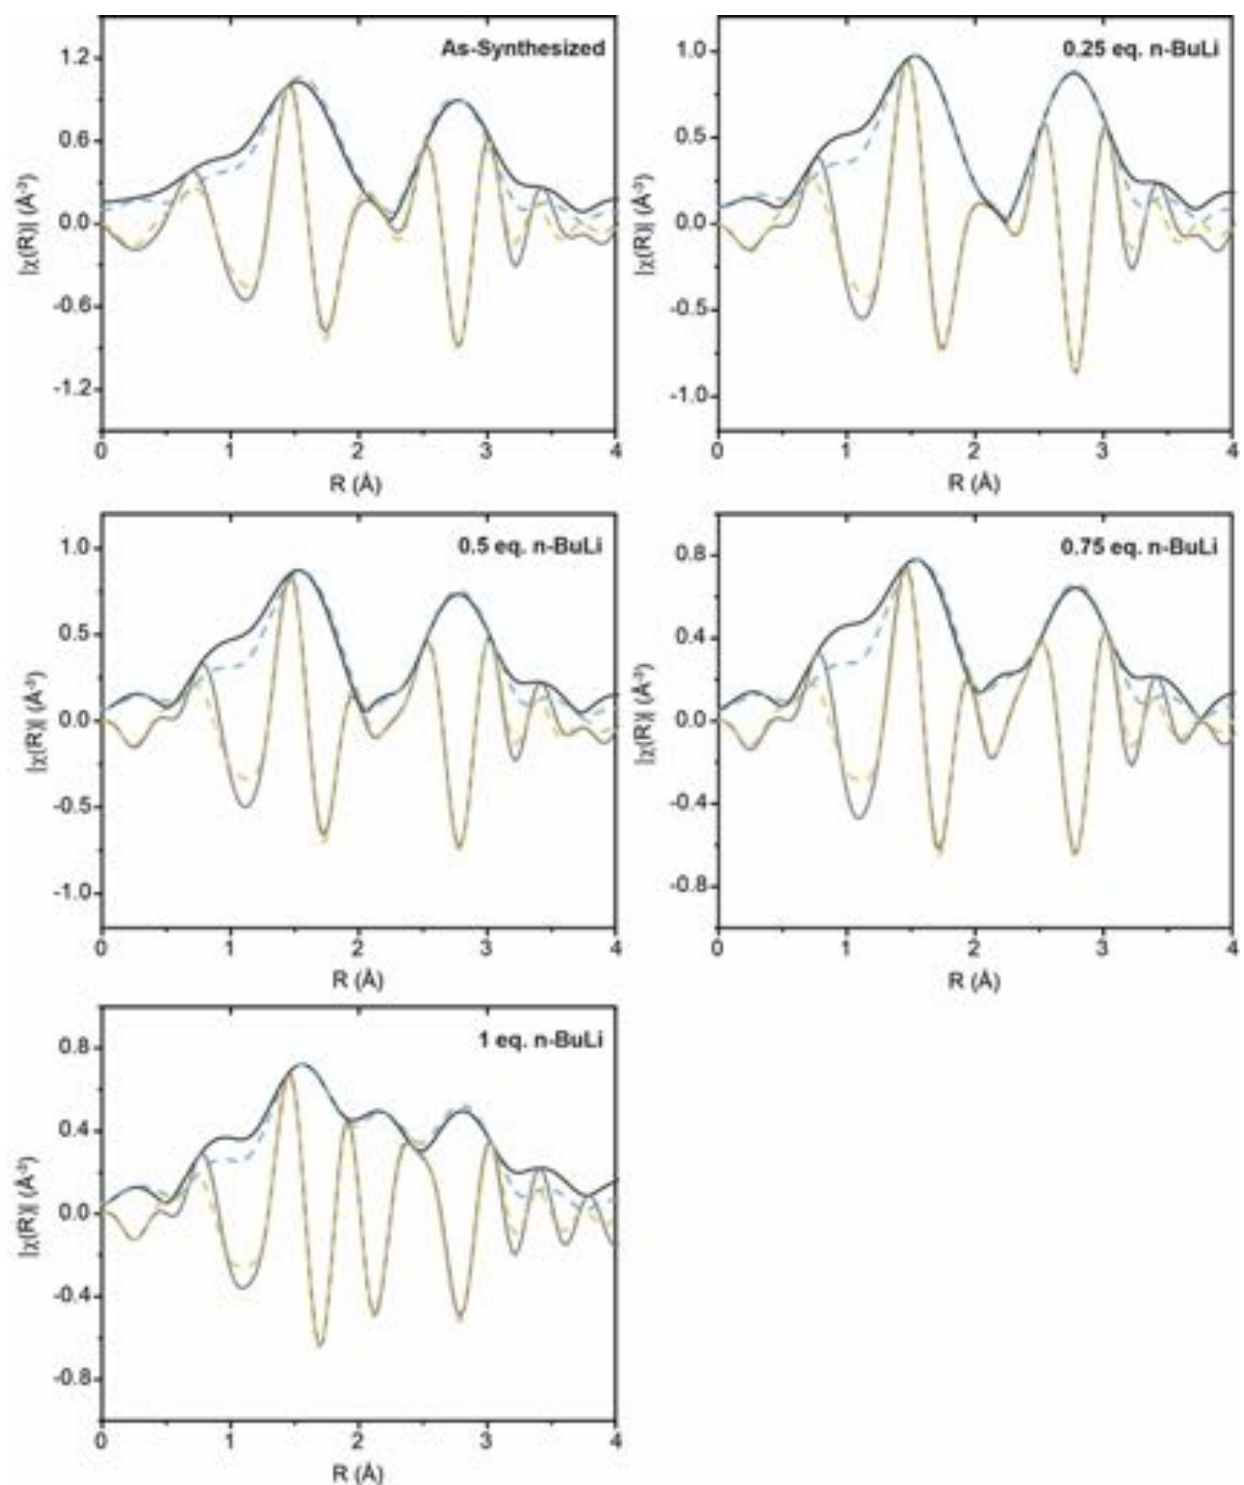 As-Synthesized
1.2
0.6
0.0
-0.6
-1.2
|χ(R)| (Å⁻³)
0 1 2 3 4
R (Å)
0.25 eq. n-BuLi
1.0
0.5
0.0
-0.5
-1.0
|χ(R)| (Å⁻³)
0 1 2 3 4
R (Å)
0.5 eq. n-BuLi
1.0
0.5
0.0
-0.5
-1.0
|χ(R)| (Å⁻³)
0 1 2 3 4
R (Å)
0.75 eq. n-BuLi
0.8
0.4
0.0
-0.4
-0.8
|χ(R)| (Å⁻³)
0 1 2 3 4
R (Å)
1 eq. n-BuLi
0.8
0.4
0.0
-0.4
-0.8
|χ(R)| (Å⁻³)
0 1 2 3 4
R (Å)